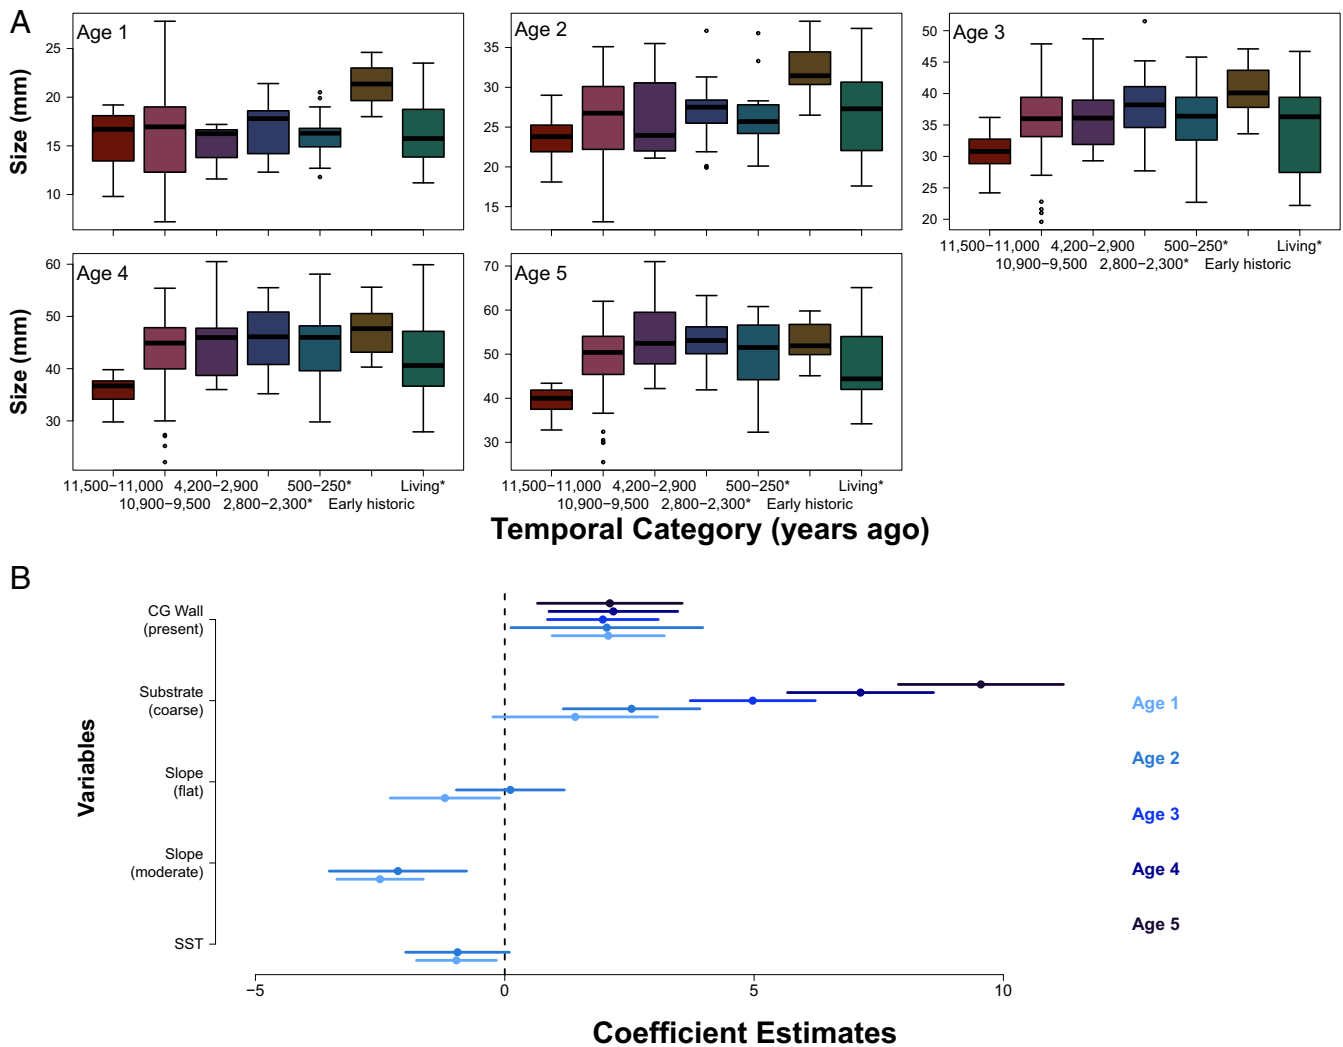 A
Age 1
Size (mm)
25
20
15
10
Age 2
35
30
25
20
15
Age 3
50
45
40
35
30
25
20
11,500−11,000 4,200−2,900 500−250* Living*
10,900−9,500 2,800−2,300* Early historic
Age 4
Size (mm)
60
50
40
30
11,500−11,000 4,200−2,900 500−250* Living*
10,900−9,500 2,800−2,300* Early historic
Age 5
70
60
50
40
30
11,500−11,000 4,200−2,900 500−250* Living*
10,900−9,500 2,800−2,300* Early historic
Temporal Category (years ago)
B
Variables
CG Wall
(present)
Substrate
(coarse)
Slope
(flat)
Slope
(moderate)
SST
Age 1
Age 2
Age 3
Age 4
Age 5
−5 0 5 10
Coefficient Estimates